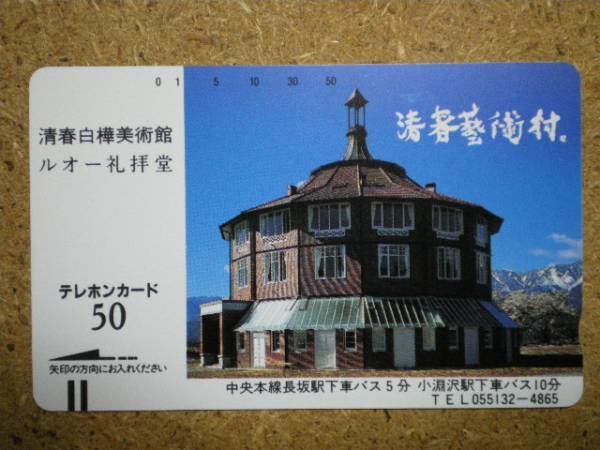 0 1 5 10 30 50
清春白樺美術館
ルオー礼拝堂
清春藝術村
テレホンカード
50
矢印の方向にお入れください
中央本線長坂駅下車バス5分 小淵沢駅下車バス10分
TEL055132-4865